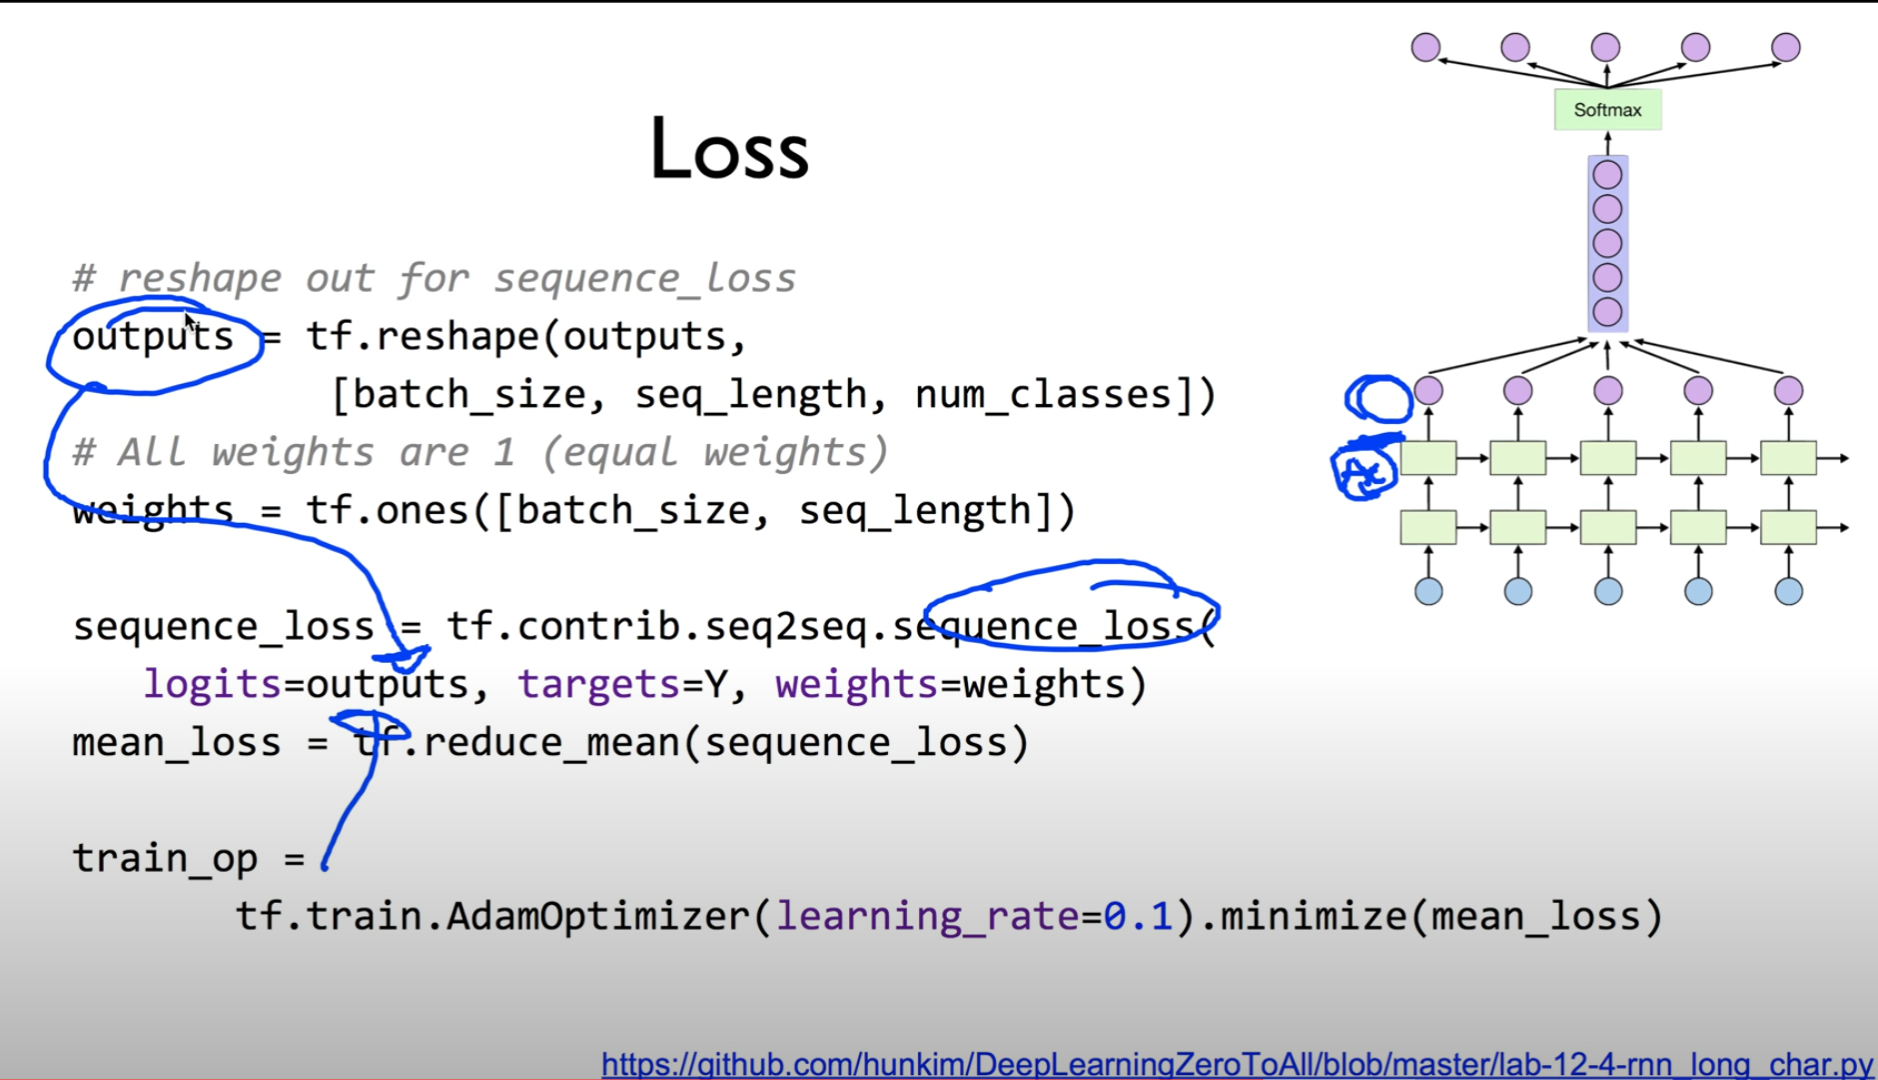 Softmax
Loss
# reshape out for sequence_loss
outputs = tf.reshape(outputs,
[batch_size, seq_length, num_classes])
# All weights are 1 (equal weights)
weights = tf.ones([batch_size, seq_length])
sequence_loss = tf.contrib.seq2seq.sequence_loss(
logits=outputs, targets=Y, weights=weights)
mean_loss = tf.reduce_mean(sequence_loss)
train_op =
tf.train.AdamOptimizer(learning_rate=0.1).minimize(mean_loss)
https://github.com/hunkim/DeepLearningZeroToAll/blob/master/lab-12-4-rnn_long_char.py